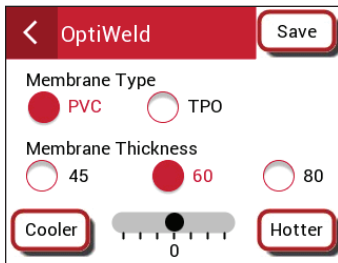 OptiWeld Save
Membrane Type
PVC TPO
Membrane Thickness
45 60 80
Cooler Hotter
0